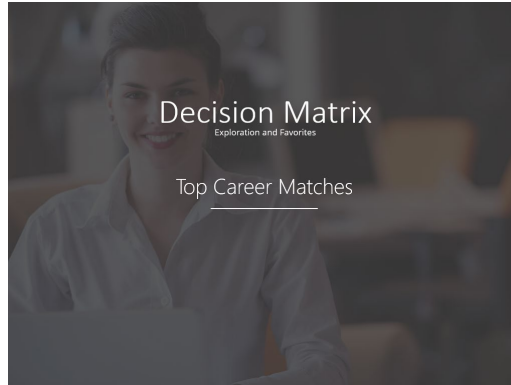 Decision Matrix
Exploration and Favorites
Top Career Matches